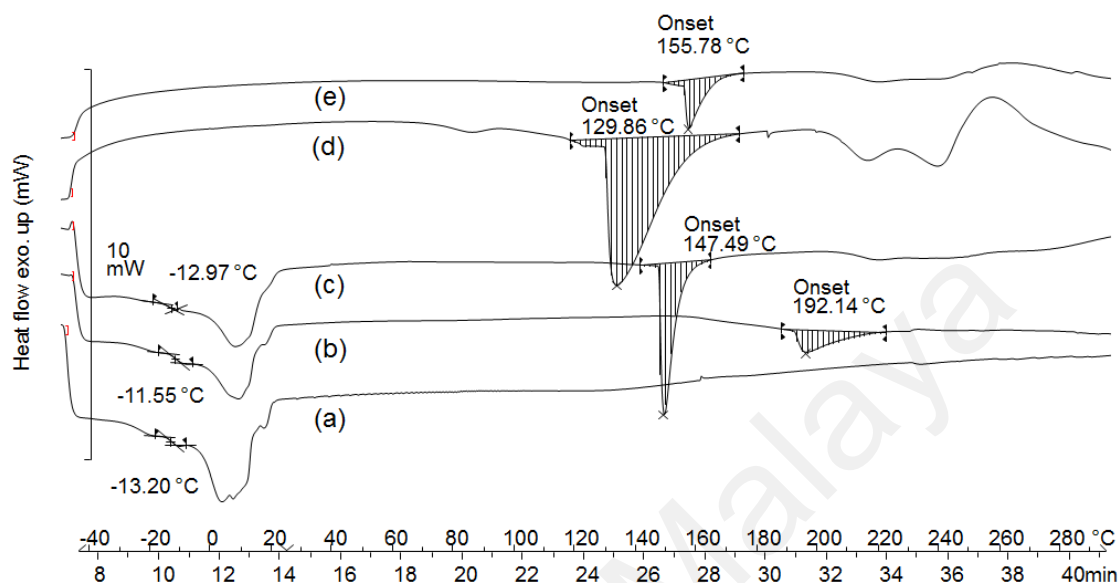 Onset
155.78 °C
(e)
Onset
129.86 °C
(d)
Onset
147.49 °C
10
mW
-12.97 °C
(c)
Onset
192.14 °C
(b)
-11.55 °C
(a)
-13.20 °C
Heat flow exo. up (mW)
-40 -20 0 20 40 60 80 100 120 140 160 180 200 220 240 260 280 °C
8 10 12 14 16 18 20 22 24 26 28 30 32 34 36 38 40min
Malaya